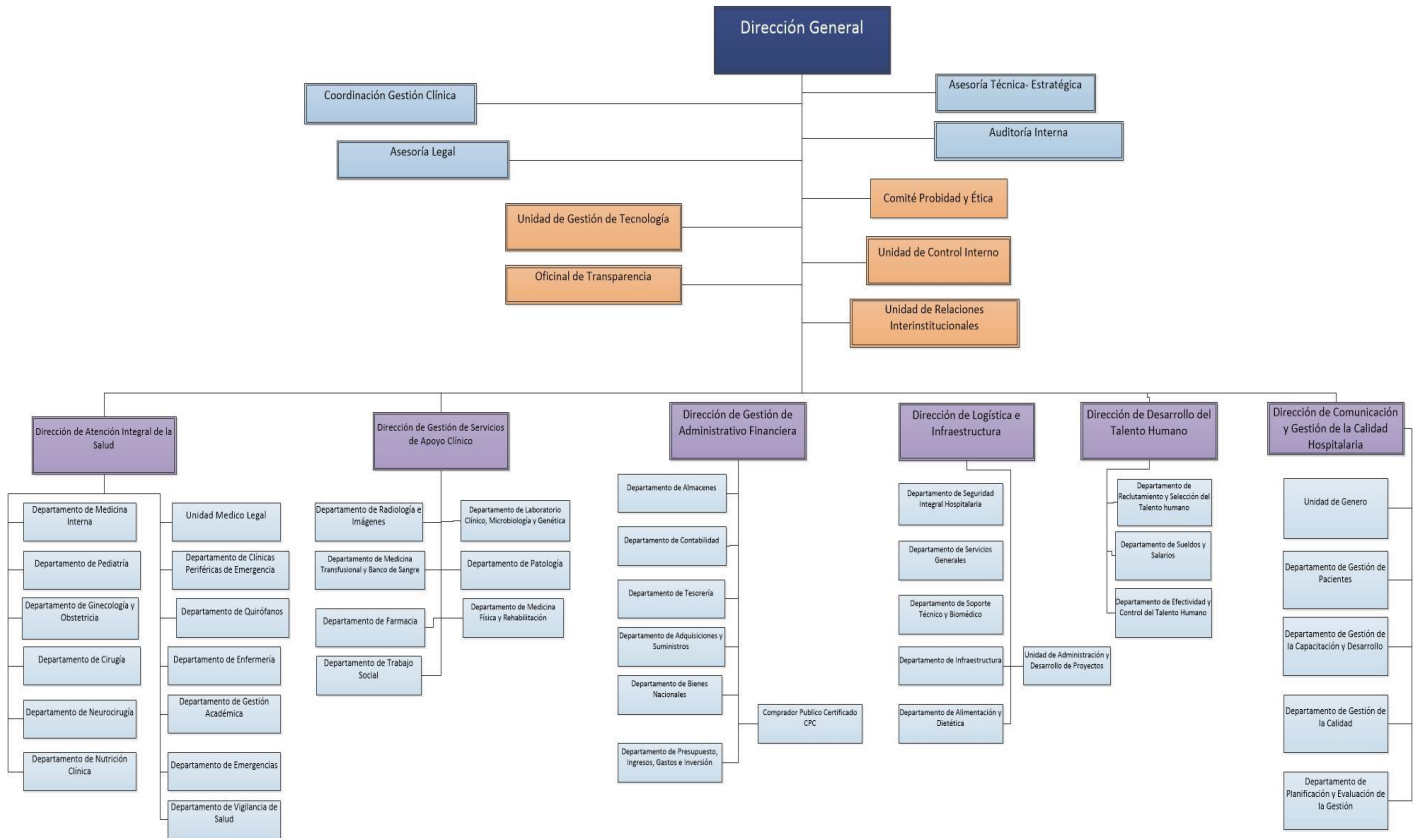 Dirección General
Coordinación Gestión Clínica
Asesoría Técnica- Estratégica
Auditoría Interna
Asesoría Legal
Comité Probidad y Ética
Unidad de Gestión de Tecnología
Unidad de Control Interno
Oficinal de Transparencia
Unidad de Relaciones
Interinstitucionales
Dirección de Atención Integral de la
Salud
Departamento de Medicina
Interna
Departamento de Pediatría
Departamento de Ginecología y
Obstetricia
Departamento de Cirugía
Departamento de Neurocirugía
Departamento de Nutrición
Clínica
Unidad Medico Legal
Departamento de Clínicas
Periféricas de Emergencia
Departamento de Quirófanos
Departamento de Enfermería
Departamento de Gestión
Académica
Departamento de Emergencias
Departamento de Vigilancia de
Salud
Dirección de Gestión de Servicios
de Apoyo Clínico
Departamento de Radiología e
Imágenes
Departamento de Medicina
Transfusional y Banco de Sangre
Departamento de Farmacia
Departamento de Trabajo
Social
Departamento de Laboratorio
Clínico, Microbiología y Genética
Departamento de Patología
Departamento de Medicina
Física y Rehabilitación
Dirección de Gestión de
Administrativo Financiera
Departamento de Almacenes
Departamento de Contabilidad
Departamento de Tesorería
Departamento de Adquisiciones y
Suministros
Departamento de Bienes
Nacionales
Comprador Publico Certificado
CPC
Departamento de Presupuesto,
Ingresos, Gastos e Inversión
Dirección de Logística e
Infraestructura
Departamento de Seguridad
Integral Hospitalaria
Departamento de Servicios
Generales
Departamento de Soporte
Técnico y Biomédico
Departamento de Infraestructura
Unidad de Administración y
Desarrollo de Proyectos
Departamento de Alimentación y
Dietética
Dirección de Desarrollo del
Talento Humano
Departamento de
Reclutamiento y Selección del
Talento humano
Departamento de Sueldos y
Salarios
Departamento de Efectividad y
Control del Talento Humano
Dirección de Comunicación
y Gestión de la Calidad
Hospitalaria
Unidad de Genero
Departamento de Gestión de
Pacientes
Departamento de Gestión de
la Capacitación y Desarrollo
Departamento de Gestión de
la Calidad
Departamento de
Planificación y Evaluación de
la Gestión